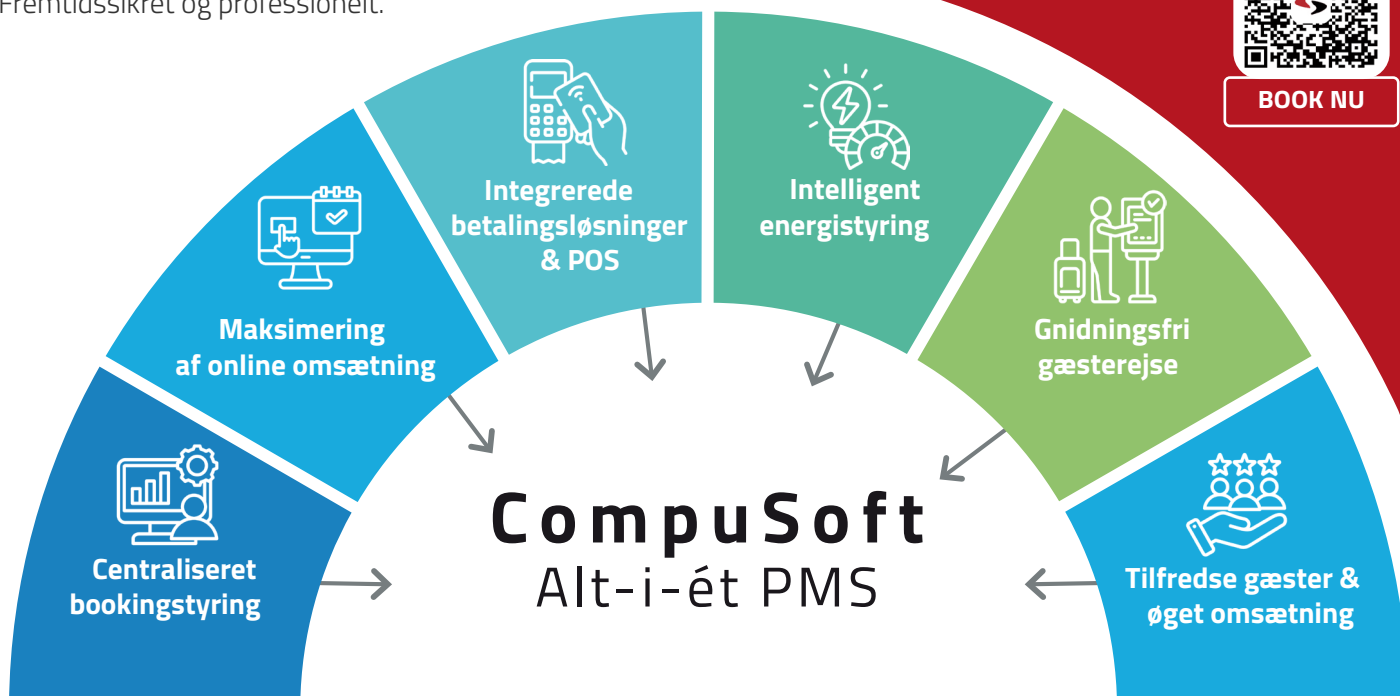 Fremtidssikret og professionelt.
BOOK NU
Integrerede
betalingsløsninger
& POS
Intelligent
energistyring
Maksimering
af online omsætning
Gnidningsfri
gæsterejse
Centraliseret
bookingstyring
CompuSoft
Alt-i-ét PMS
Tilfredse gæster &
øget omsætning